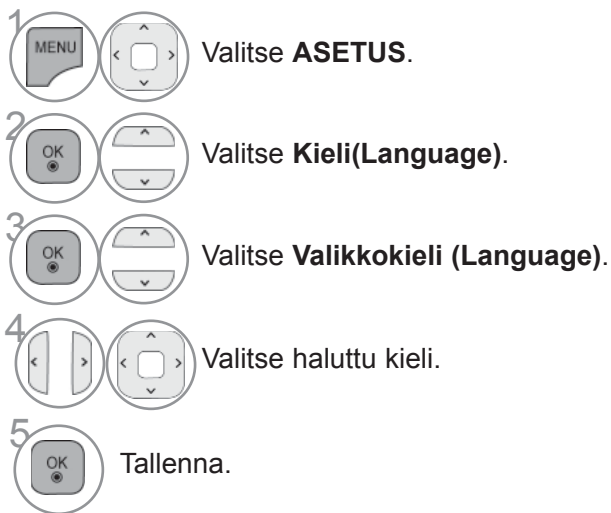 1 MENU Valitse ASETUS.
2 OK Valitse Kieli(Language).
3 OK Valitse Valikkokieli (Language).
4 Valitse haluttu kieli.
5 OK Tallenna.